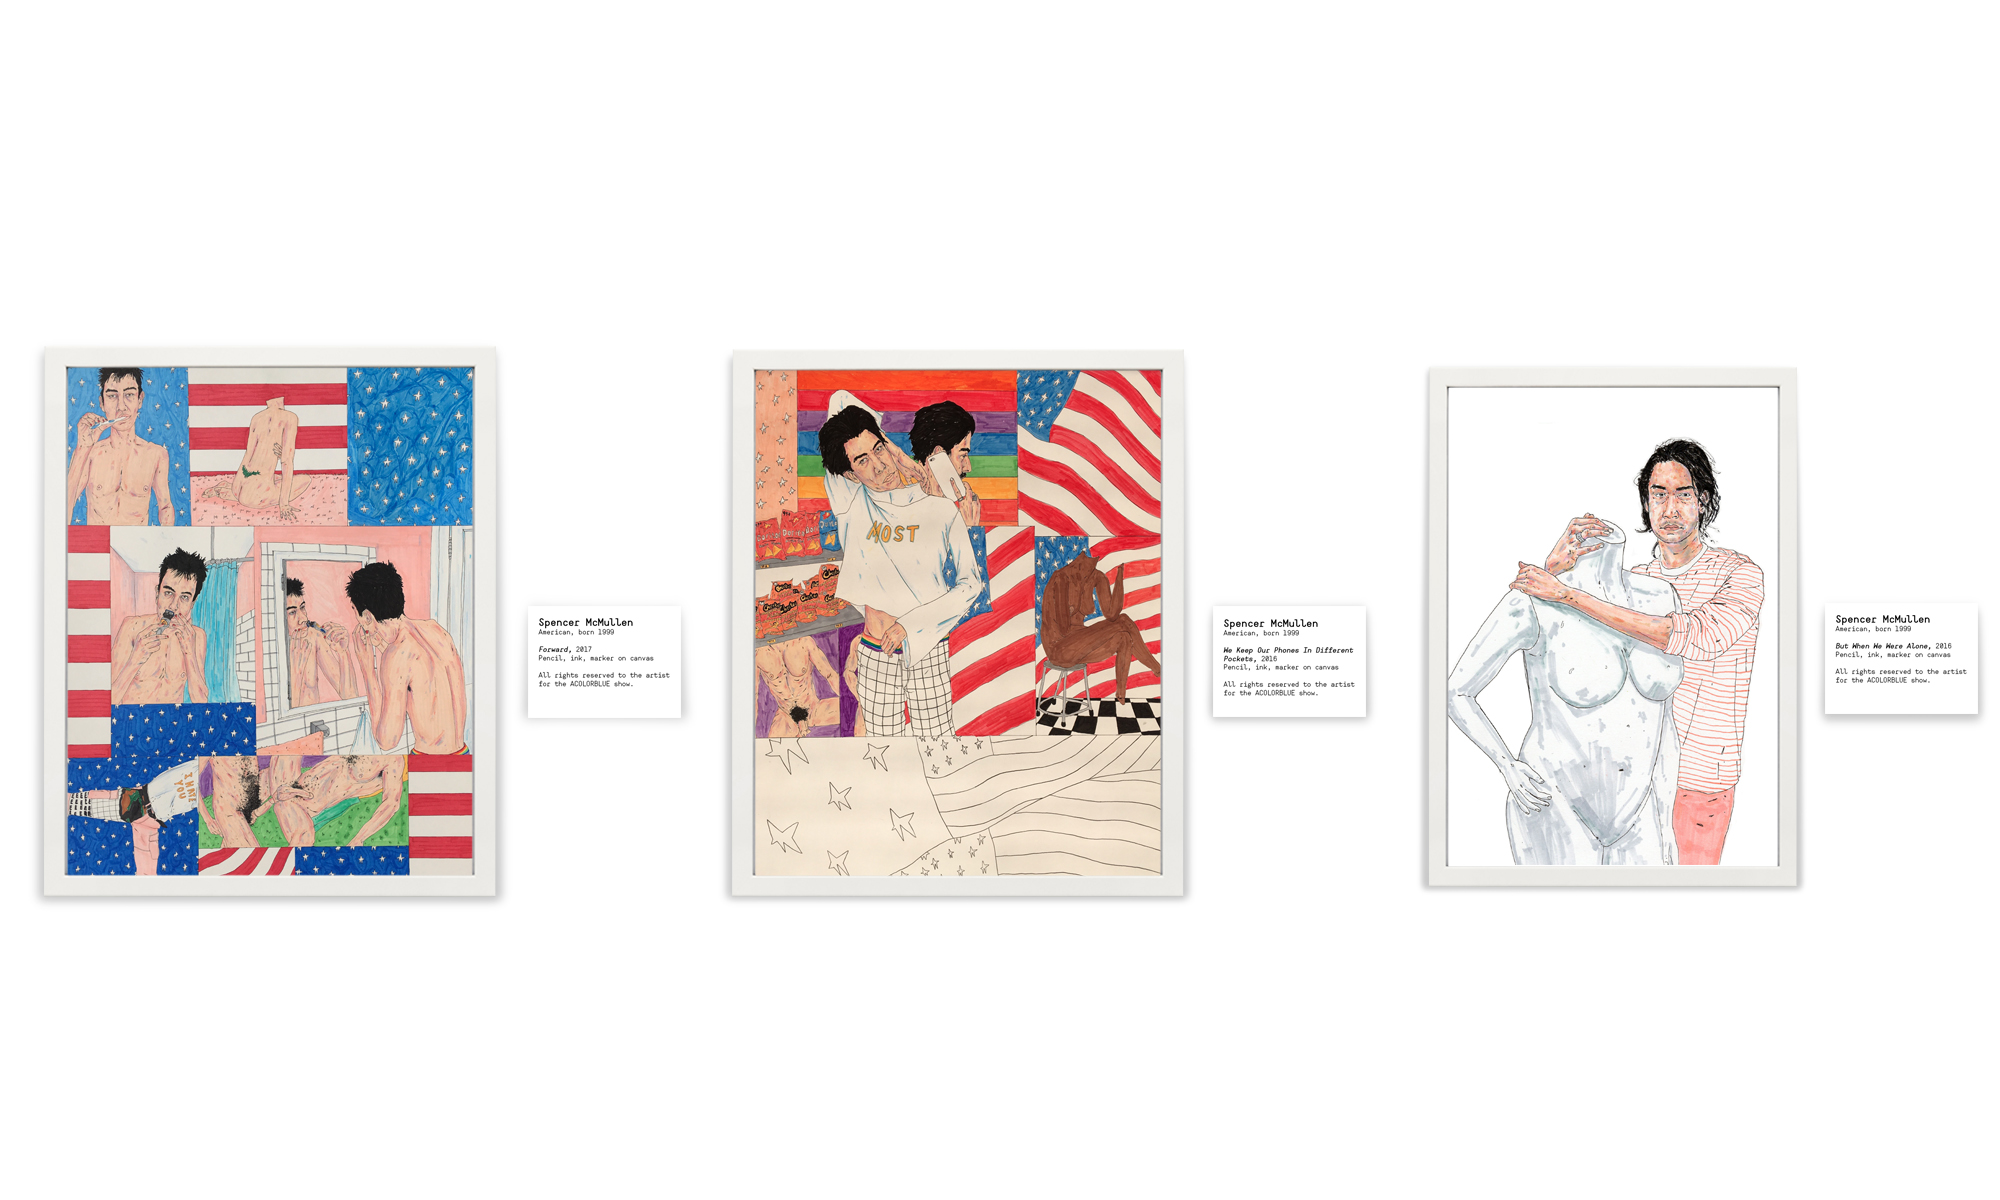 I HATE
YOU
Spencer McMullen
American, born 1999
Forward, 2017
Pencil, ink, marker on canvas
All rights reserved to the artist
for the ACOLORBLUE show.
MOST
Cheetos
Spencer McMullen
American, born 1999
We Keep Our Phones In Different
Pockets, 2016
Pencil, ink, marker on canvas
All rights reserved to the artist
for the ACOLORBLUE show.
Spencer McMullen
American, born 1999
But When We Were Alone, 2016
Pencil, ink, marker on canvas
All rights reserved to the artist
for the ACOLORBLUE show.